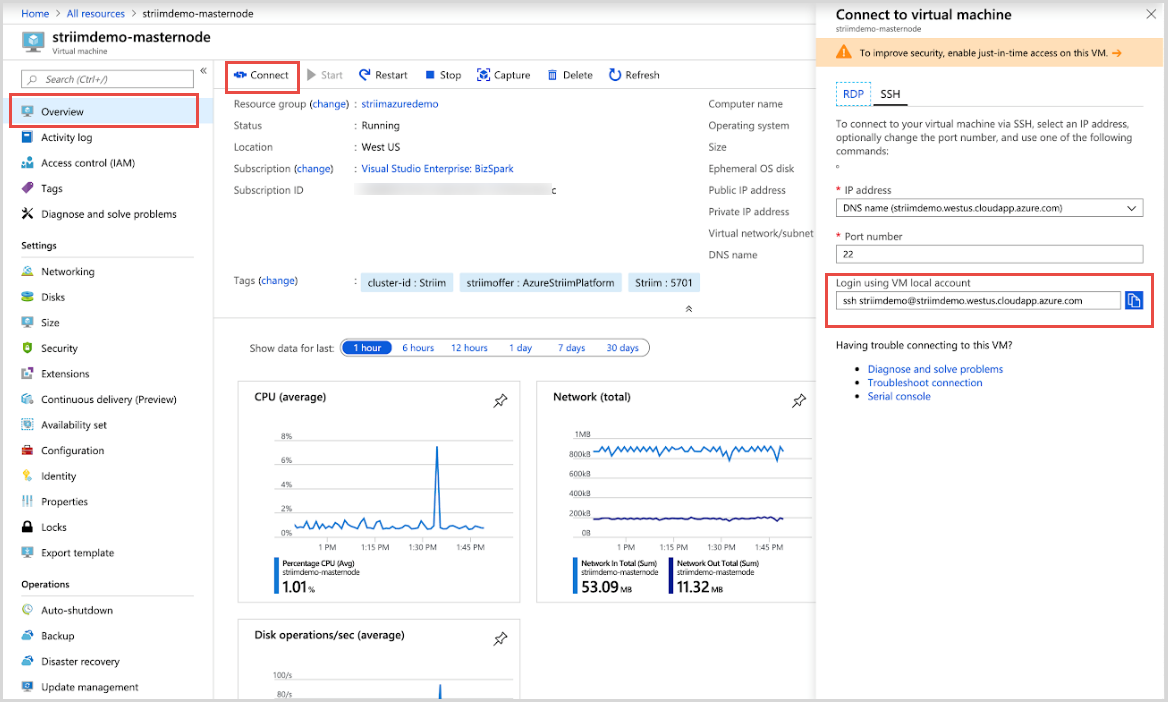 Home > All resources > striimdemo-masternode
striimdemo-masternode
Virtual machine
Search (Ctrl+/)
«
Overview
Activity log
Access control (IAM)
Tags
Diagnose and solve problems
Settings
Networking
Disks
Size
Security
Extensions
Continuous delivery (Preview)
Availability set
Configuration
Identity
Properties
Locks
Export template
Operations
Auto-shutdown
Backup
Disaster recovery
Update management
Connect Start Restart Stop Capture Delete Refresh
Resource group (change) : striimazuredemo
Status : Running
Location : West US
Subscription (change) : Visual Studio Enterprise: BizSpark
Subscription ID : c
Computer name
Operating system
Size
Ephemeral OS disk
Public IP address
Private IP address
Virtual network/subnet
DNS name
Tags (change) : cluster-id : Striim striimoffer : AzureStriimPlatform Striim : 5701
Show data for last: 1 hour 6 hours 12 hours 1 day 7 days 30 days
CPU (average)
8%
6%
4%
2%
0%
1 PM 1:15 PM 1:30 PM 1:45 PM
Percentage CPU (Avg)
striimdemo-masternode
1.01 %
Network (total)
1MB
800kB
600kB
400kB
200kB
0B
1 PM 1:15 PM 1:30 PM 1:45 PM
Network In Total (Sum)
striimdemo-masternode
53.09 MB
Network Out Total (Sum)
striimdemo-masternode
11.32 MB
Disk operations/sec (average)
100/s
80/s
Connect to virtual machine
striimdemo-masternode
To improve security, enable just-in-time access on this VM. →
RDP SSH
To connect to your virtual machine via SSH, select an IP address,
optionally change the port number, and use one of the following
commands:
* IP address
DNS name (striimdemo.westus.cloudapp.azure.com)
* Port number
22
Login using VM local account
ssh striimdemo@striimdemo.westus.cloudapp.azure.com
Having trouble connecting to this VM?
• Diagnose and solve problems
• Troubleshoot connection
• Serial console